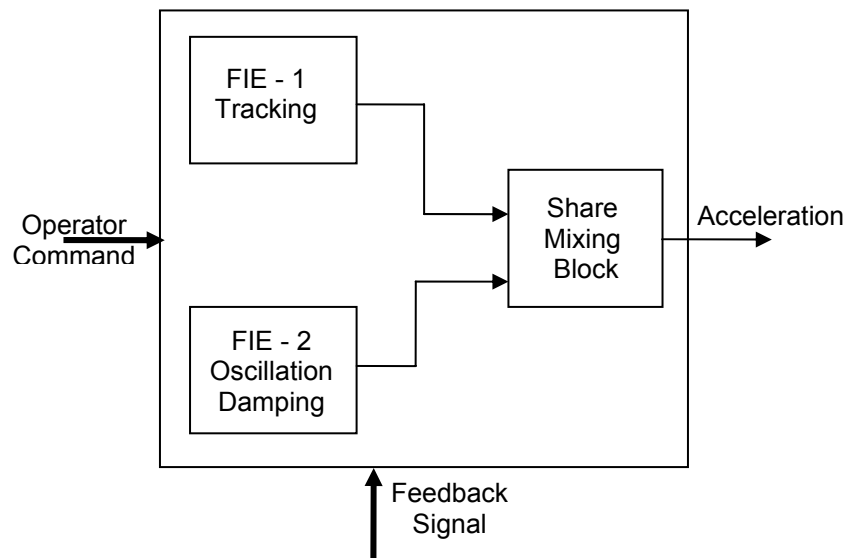 FIE - 1
Tracking
Operator
Command
Share
Mixing
Block
Acceleration
FIE - 2
Oscillation
Damping
Feedback
Signal